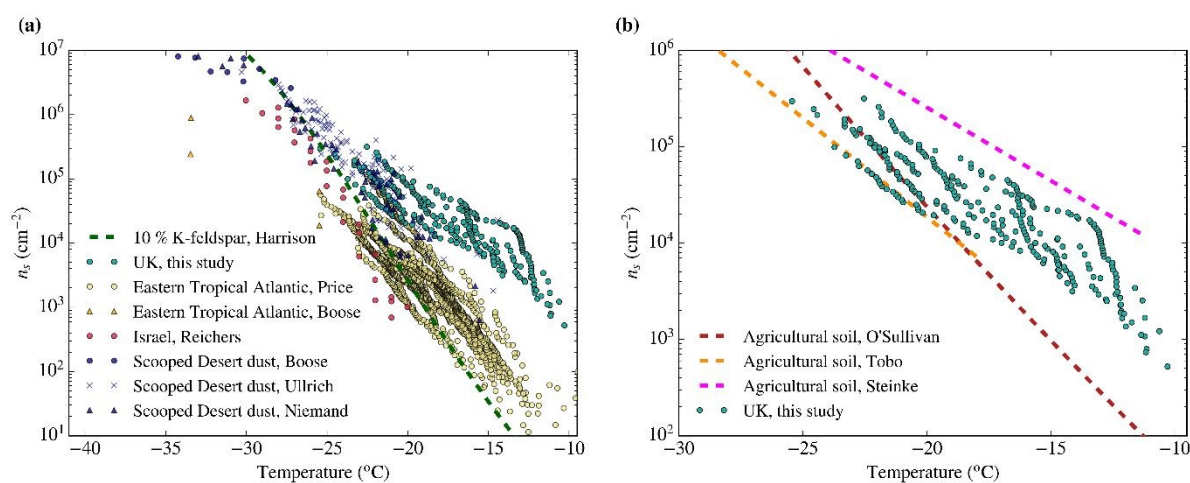 (a)
10⁷
10⁶
10⁵
10⁴
10³
10²
10¹
nₛ (cm⁻²)
10 % K-feldspar, Harrison
UK, this study
Eastern Tropical Atlantic, Price
Eastern Tropical Atlantic, Boose
Israel, Reichers
Scooped Desert dust, Boose
Scooped Desert dust, Ullrich
Scooped Desert dust, Niemand
−40 −35 −30 −25 −20 −15 −10
Temperature (°C)
(b)
10⁶
10⁵
10⁴
10³
10²
nₛ (cm⁻²)
Agricultural soil, O'Sullivan
Agricultural soil, Tobo
Agricultural soil, Steinke
UK, this study
−30 −25 −20 −15 −10
Temperature (°C)